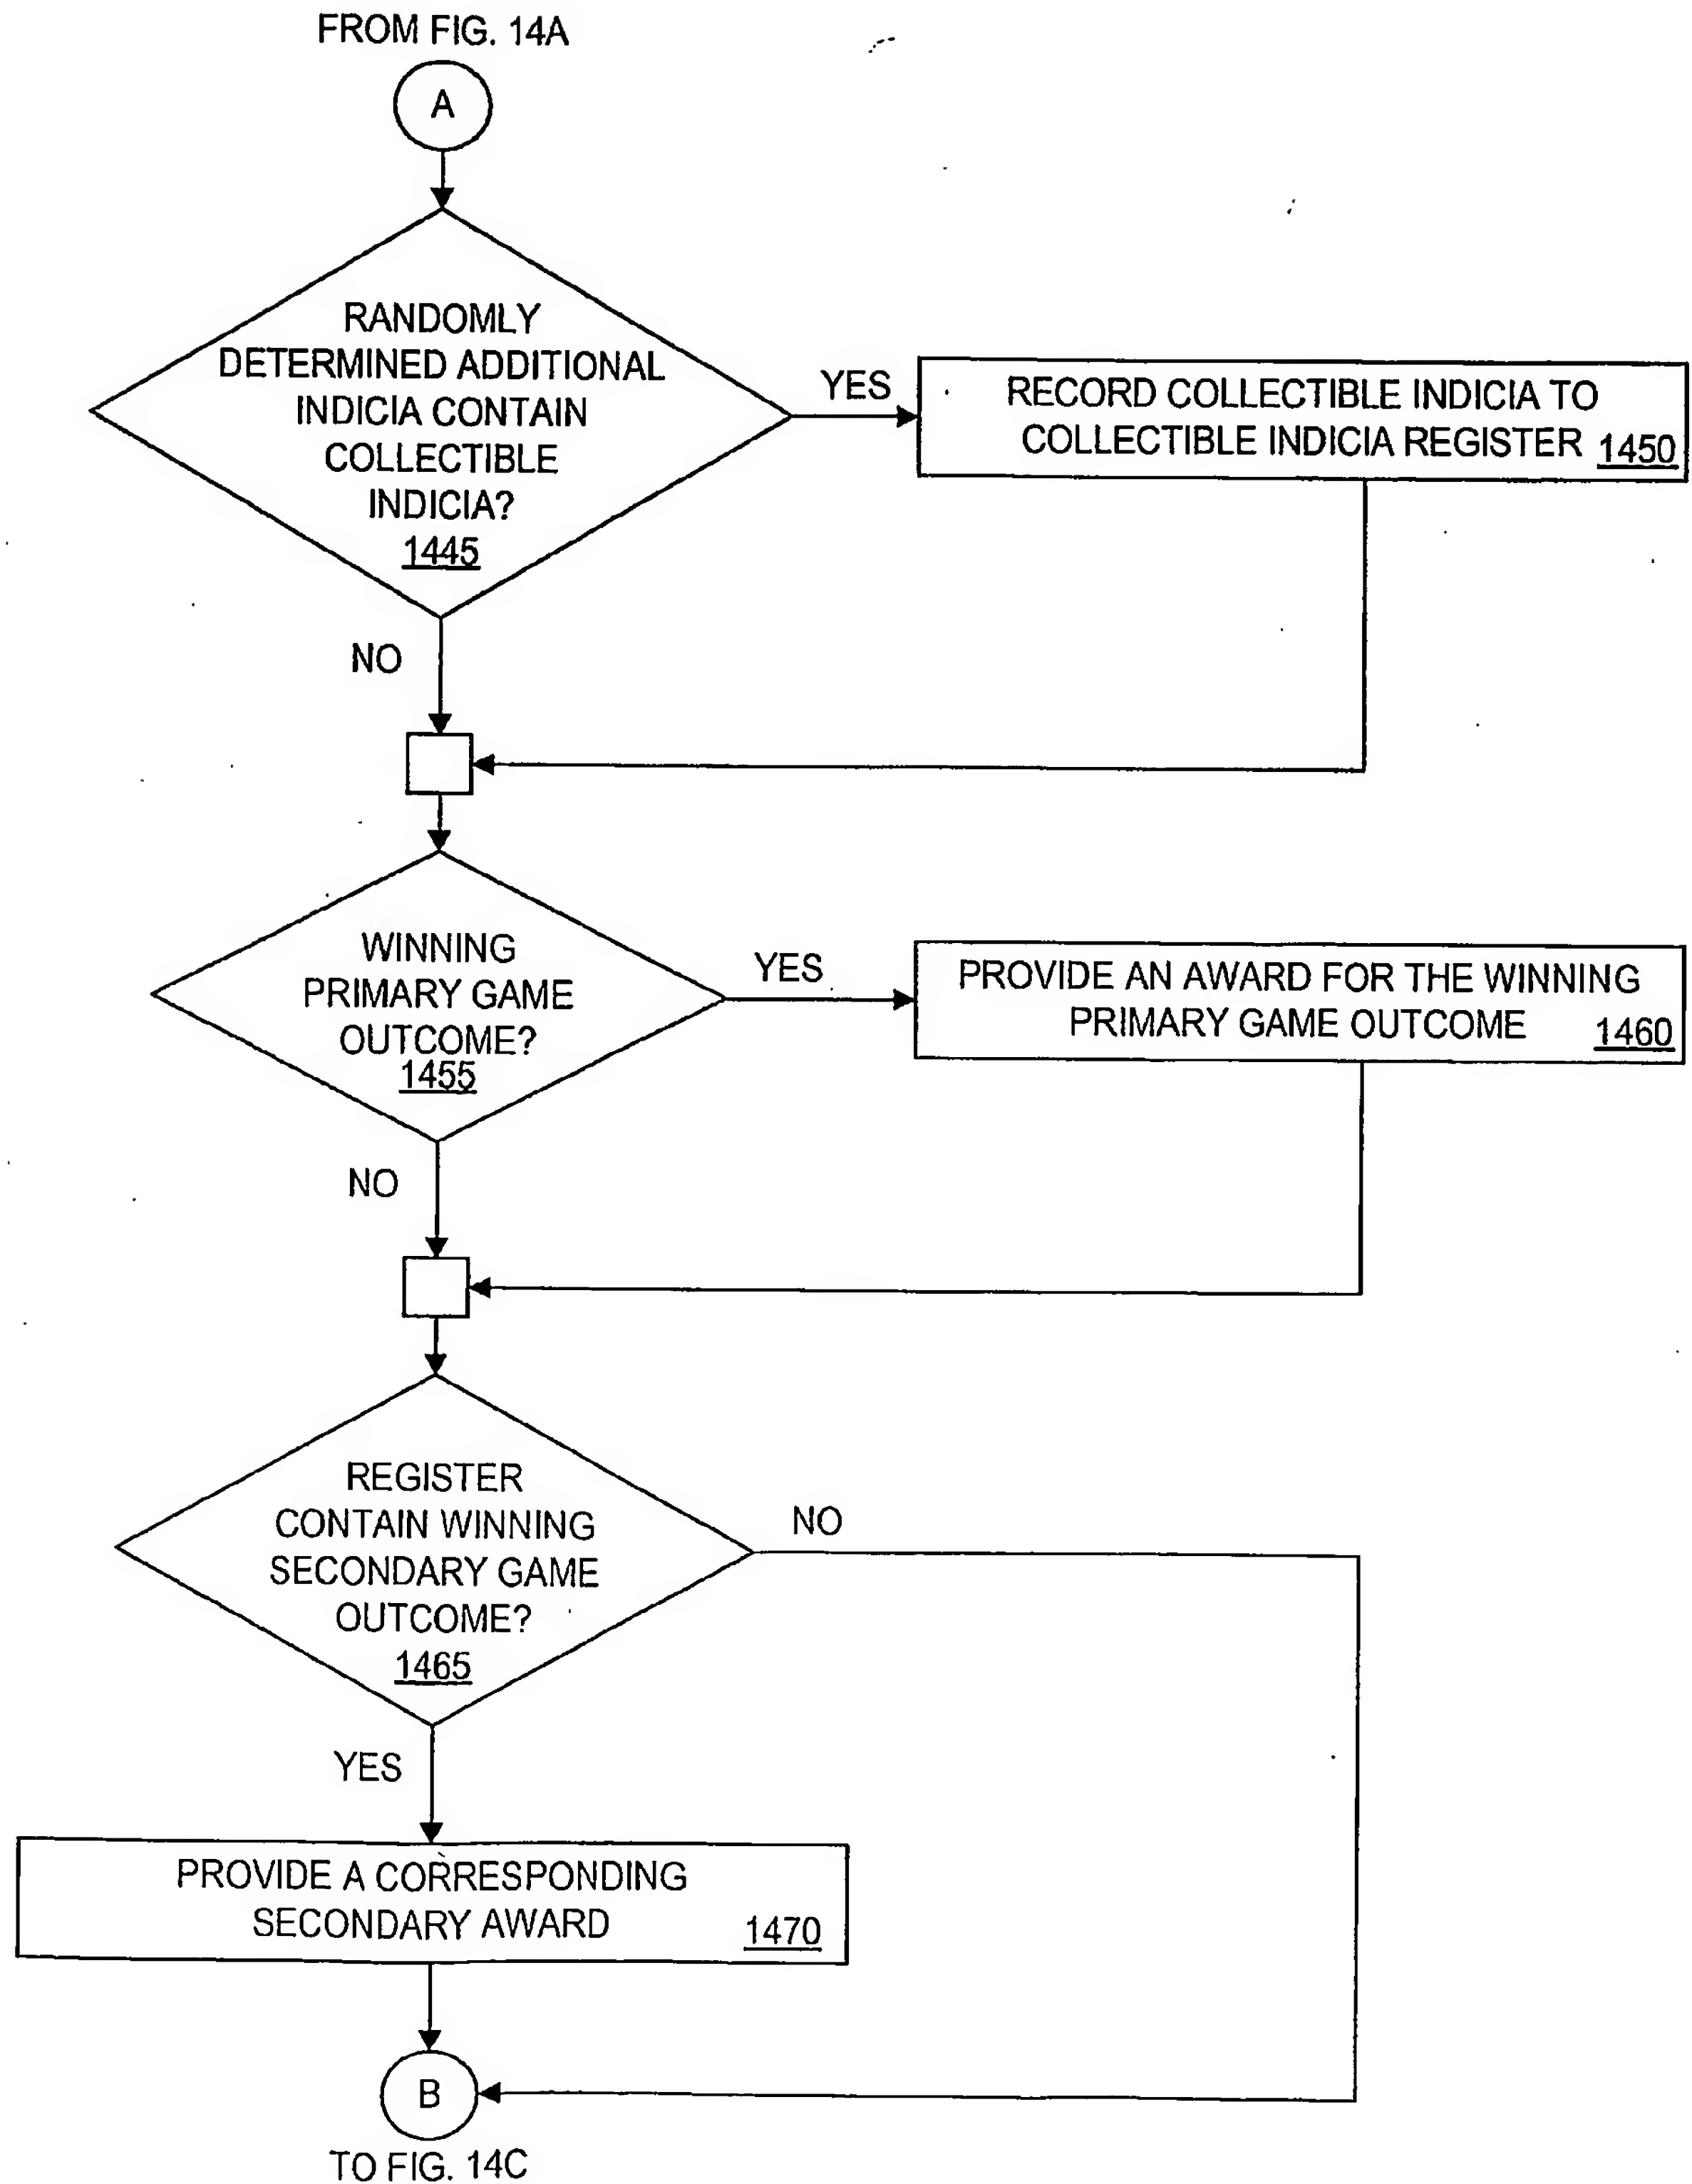 FROM FIG. 14A
A
RANDOMLY
DETERMINED ADDITIONAL
INDICIA CONTAIN
COLLECTIBLE
INDICIA?
1445
YES
RECORD COLLECTIBLE INDICIA TO
COLLECTIBLE INDICIA REGISTER 1450
NO
WINNING
PRIMARY GAME
OUTCOME?
1455
YES
PROVIDE AN AWARD FOR THE WINNING
PRIMARY GAME OUTCOME 1460
NO
REGISTER
CONTAIN WINNING
SECONDARY GAME
OUTCOME?
1465
NO
YES
PROVIDE A CORRESPONDING
SECONDARY AWARD 1470
B
TO FIG. 14C